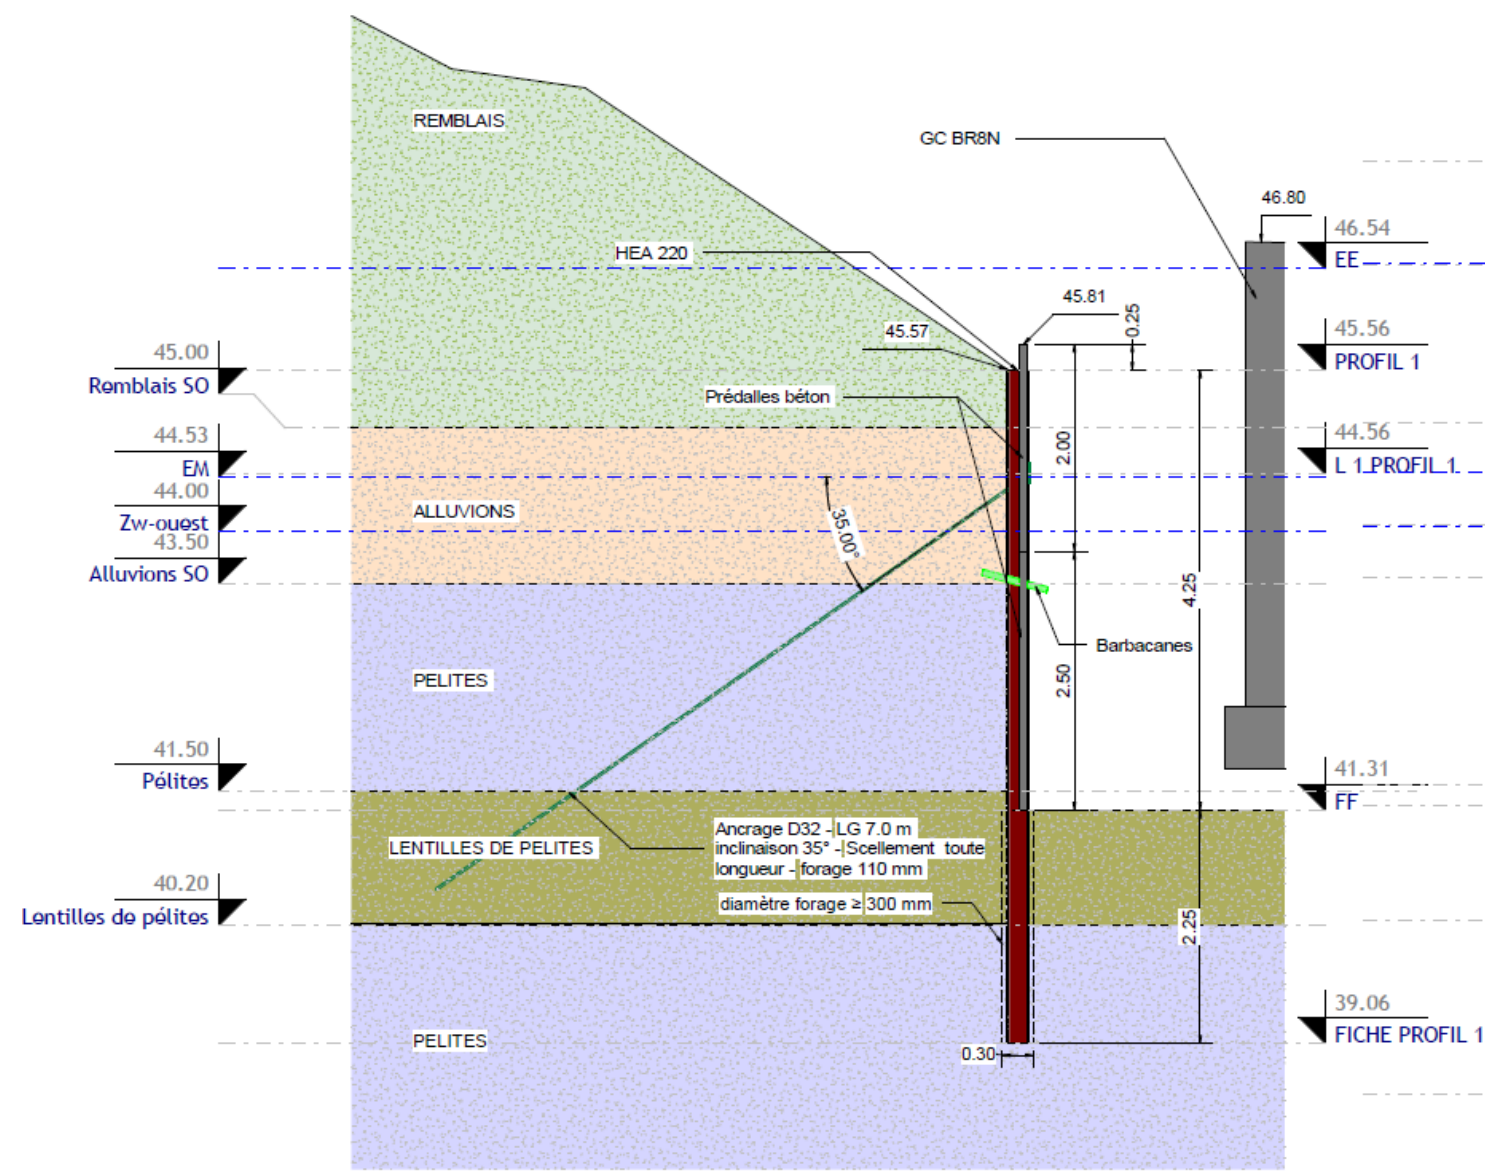 REMBLAIS
GC BR8N
46.80
46.54
EE
HEA 220
45.81
0.25
45.57
45.56
PROFIL 1
45.00
Remblais SO
Prédalles béton
44.53
EM
2.00
44.56
L 1 PROFIL 1
44.00
Zw-ouest
ALLUVIONS
35.00°
43.50
Alluvions SO
4.25
Barbacanes
2.50
PELITES
41.50
Pélites
41.31
FF
LENTILLES DE PELITES
Ancrage D32 - LG 7.0 m
inclinaison 35° - Scellement toute
longueur - forage 110 mm
diamètre forage ≥ 300 mm
40.20
Lentilles de pélites
2.25
39.06
FICHE PROFIL 1
PELITES
0.30